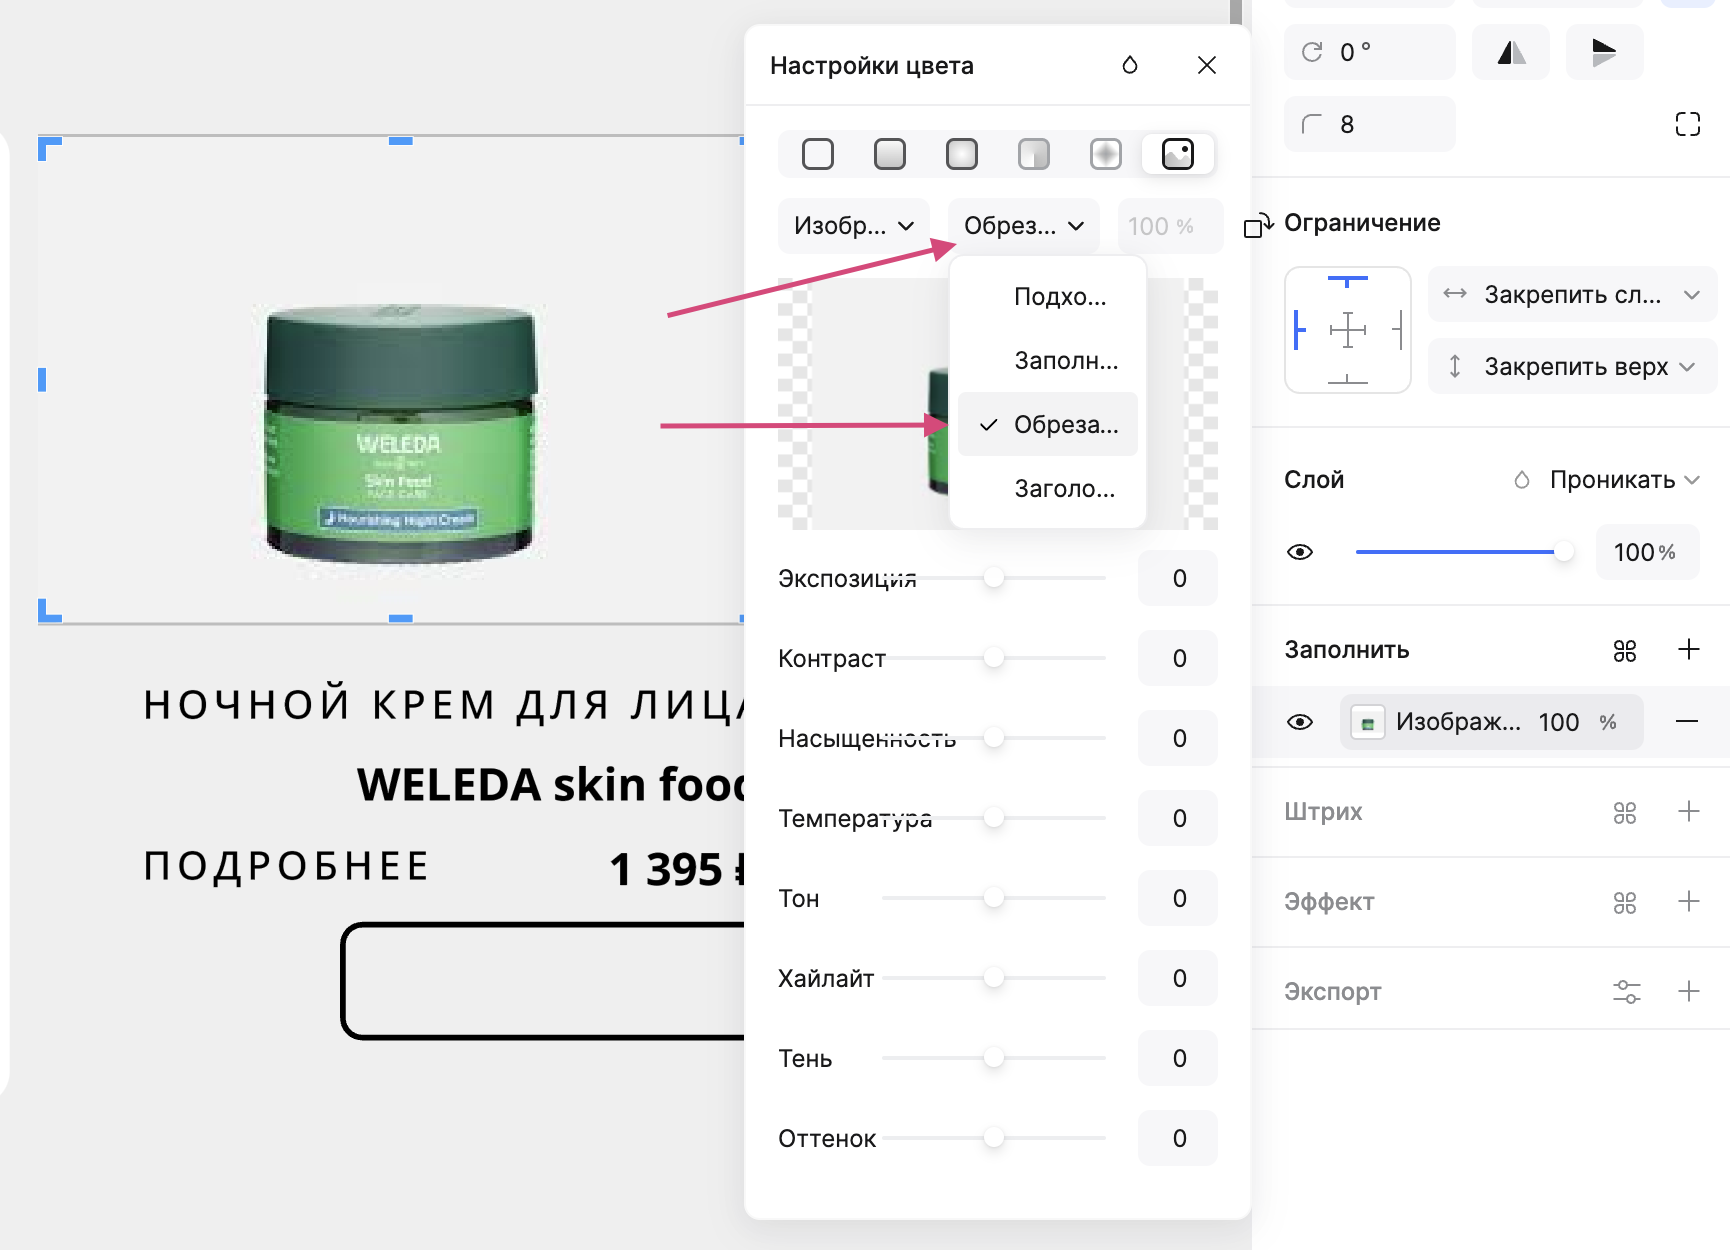 WELEDA
Skin Food
FACE CARE
Nourishing Night Cream
НОЧНОЙ КРЕМ ДЛЯ ЛИЦА
WELEDA skin food
ПОДРОБНЕЕ
1 395 ₽
Настройки цвета
Изобр...
Обрез...
100 %
Подхо...
Заполн...
Обреза...
Заголо...
Экспозиция 0
Контраст 0
Насыщенность 0
Температура 0
Тон 0
Хайлайт 0
Тень 0
Оттенок 0
0 °
8
Ограничение
Закрепить сл...
Закрепить верх
Слой
Проникать
100%
Заполнить
Изображ... 100 %
Штрих
Эффект
Экспорт